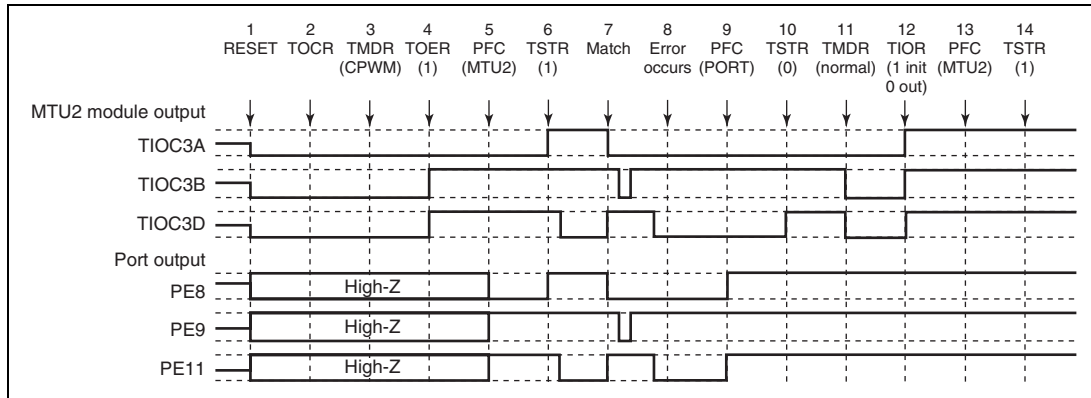 1 2 3 4 5 6 7 8 9 10 11 12 13 14
RESET TOCR TMDR TOER PFC TSTR Match Error PFC TSTR TMDR TIOR PFC TSTR
(CPWM) (1) (MTU2) (1) occurs (PORT) (0) (normal) (1 init (MTU2) (1)
0 out)
MTU2 module output
TIOC3A
TIOC3B
TIOC3D
Port output
PE8 High-Z
PE9 High-Z
PE11 High-Z